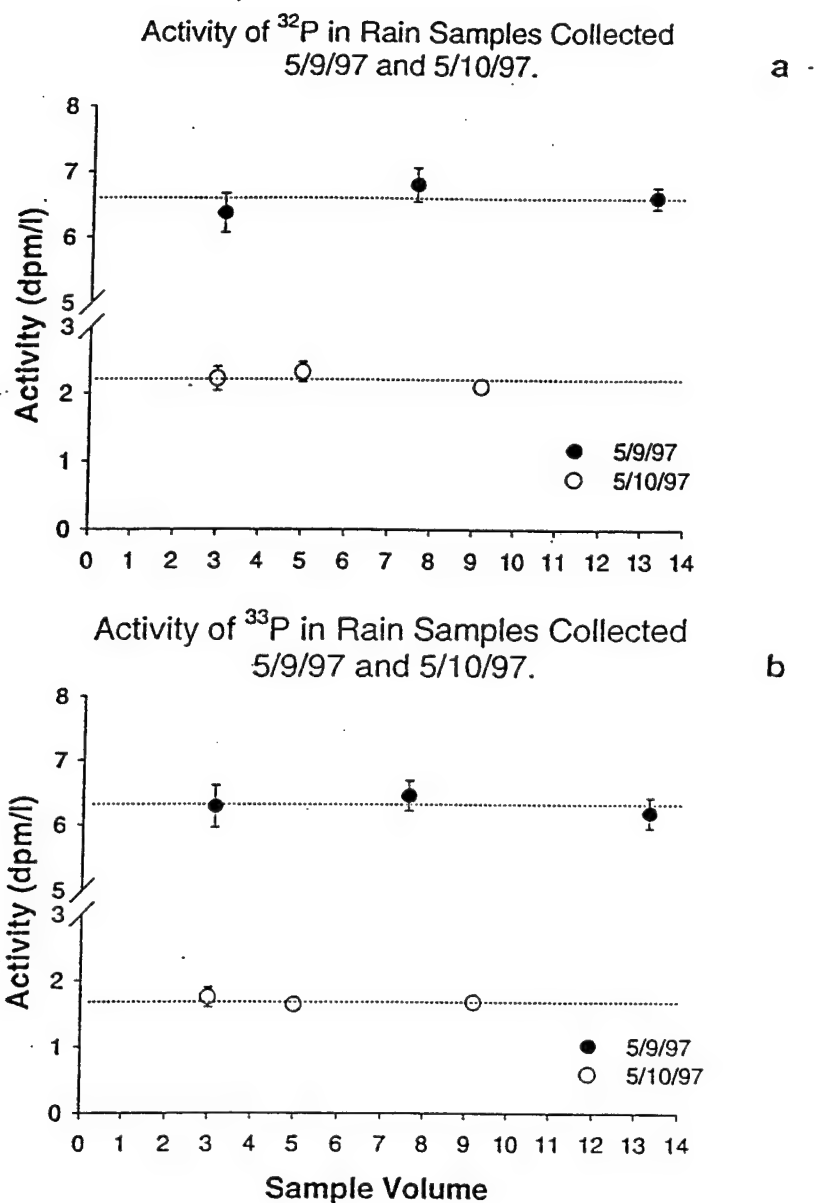 Activity of ³²P in Rain Samples Collected
5/9/97 and 5/10/97.
a
8
7
6
5
3
2
1
0
Activity (dpm/l).
5/9/97
5/10/97
0 1 2 3 4 5 6 7 8 9 10 11 12 13 14
Activity of ³³P in Rain Samples Collected
5/9/97 and 5/10/97.
b
8
7
6
5
3
2
1
0
Activity (dpm/l)
5/9/97
5/10/97
0 1 2 3 4 5 6 7 8 9 10 11 12 13 14
Sample Volume